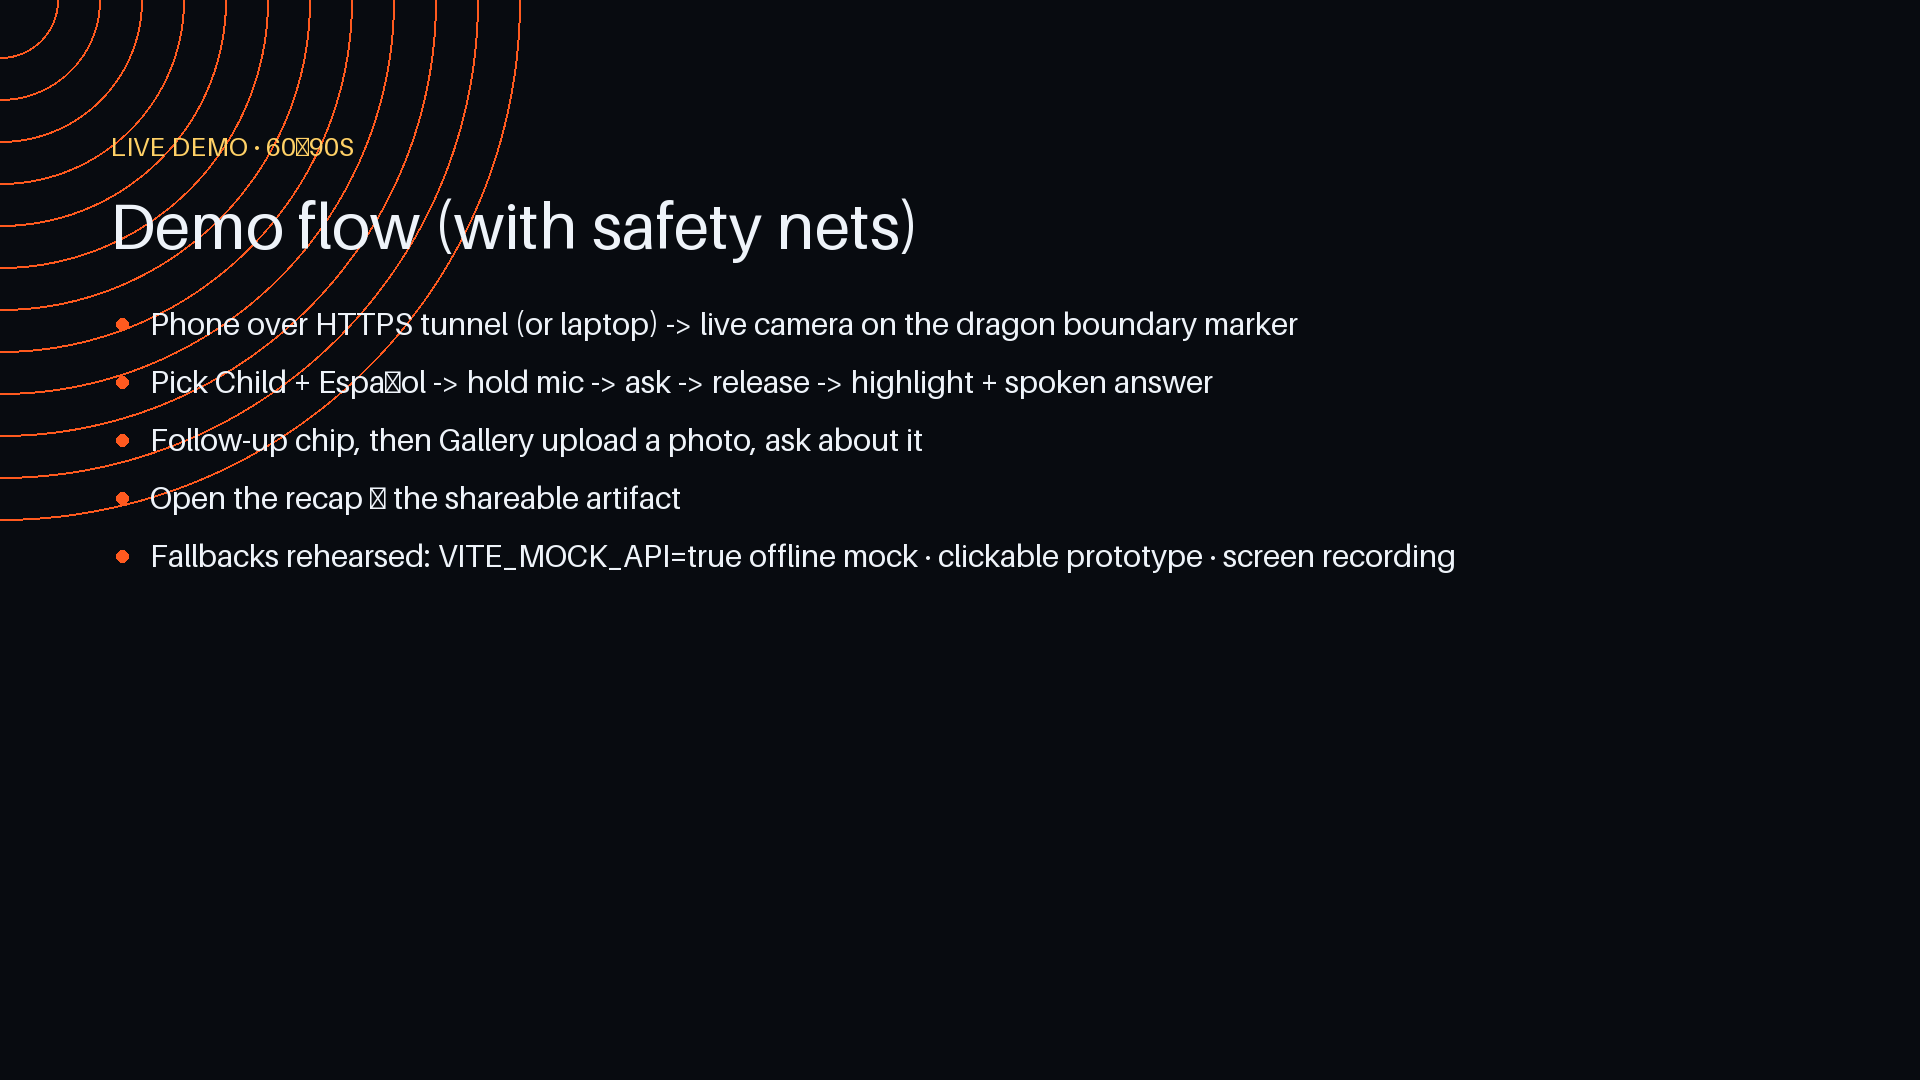 LIVE DEMO · 60☒90S
Demo flow (with safety nets)
Phone over HTTPS tunnel (or laptop) -> live camera on the dragon boundary marker
Pick Child + Espa☒ol -> hold mic -> ask -> release -> highlight + spoken answer
Follow-up chip, then Gallery upload a photo, ask about it
Open the recap ☒ the shareable artifact
Fallbacks rehearsed: VITE_MOCK_API=true offline mock · clickable prototype · screen recording